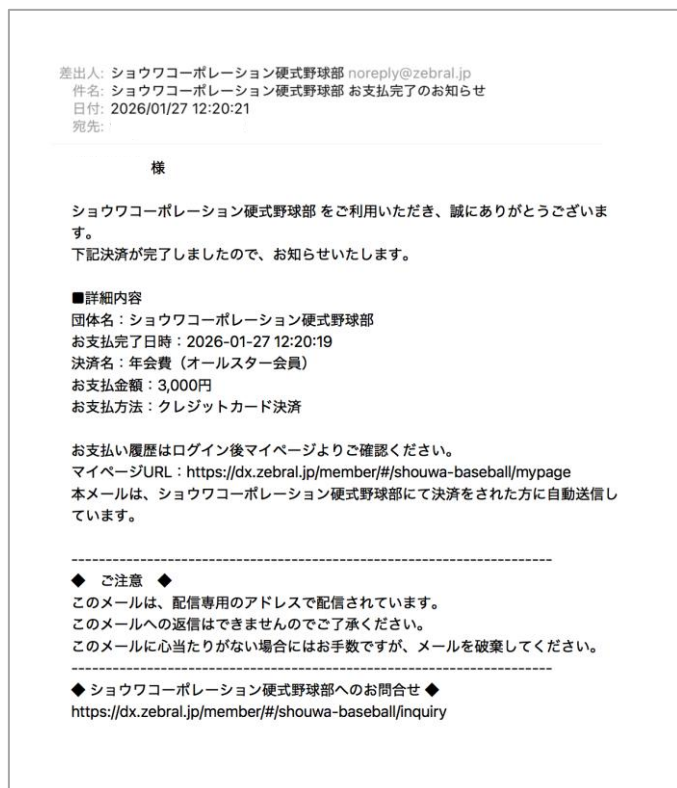 差出人: ショウワコーポレーション硬式野球部 noreply@zebral.jp
件名: ショウワコーポレーション硬式野球部 お支払完了のお知らせ
日付: 2026/01/27 12:20:21
宛先:
様
ショウワコーポレーション硬式野球部 をご利用いただき、誠にありがとうございま
す。
下記決済が完了しましたので、お知らせいたします。
■詳細内容
団体名：ショウワコーポレーション硬式野球部
お支払完了日時：2026-01-27 12:20:19
決済名：年会費（オールスター会員）
お支払金額：3,000円
お支払方法：クレジットカード決済
お支払い履歴はログイン後マイページよりご確認ください。
マイページURL：https://dx.zebral.jp/member/#/shouwa-baseball/mypage
本メールは、ショウワコーポレーション硬式野球部にて決済をされた方に自動送信し
ています。
----------------------------------------------------------------------
◆　ご注意　◆
このメールは、配信専用のアドレスで配信されています。
このメールへの返信はできませんのでご了承ください。
このメールに心当たりがない場合にはお手数ですが、メールを破棄してください。
----------------------------------------------------------------------
◆ ショウワコーポレーション硬式野球部へのお問合せ ◆
https://dx.zebral.jp/member/#/shouwa-baseball/inquiry